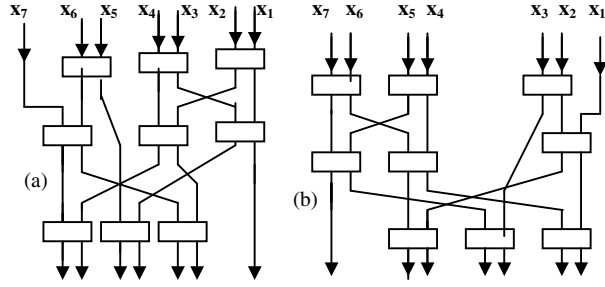 x₇ x₆ x₅ x₄ x₃ x₂ x₁ x₇ x₆ x₅ x₄ x₃ x₂ x₁
(a) (b)